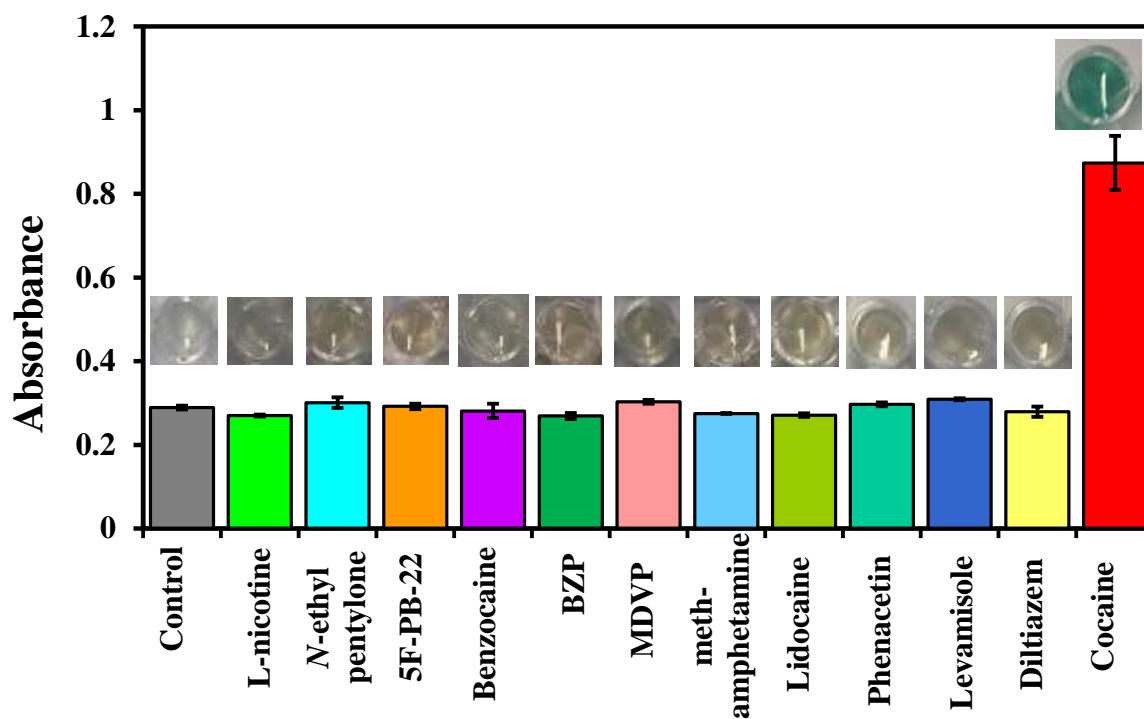 1.2
1
0.8
0.6
0.4
0.2
0
Absorbance
Control
L-nicotine
N-ethyl
pentylone
5F-PB-22
Benzocaine
BZP
MDVP
meth-
amphetamine
Lidocaine
Phenacetin
Levamisole
Diltiazem
Cocaine